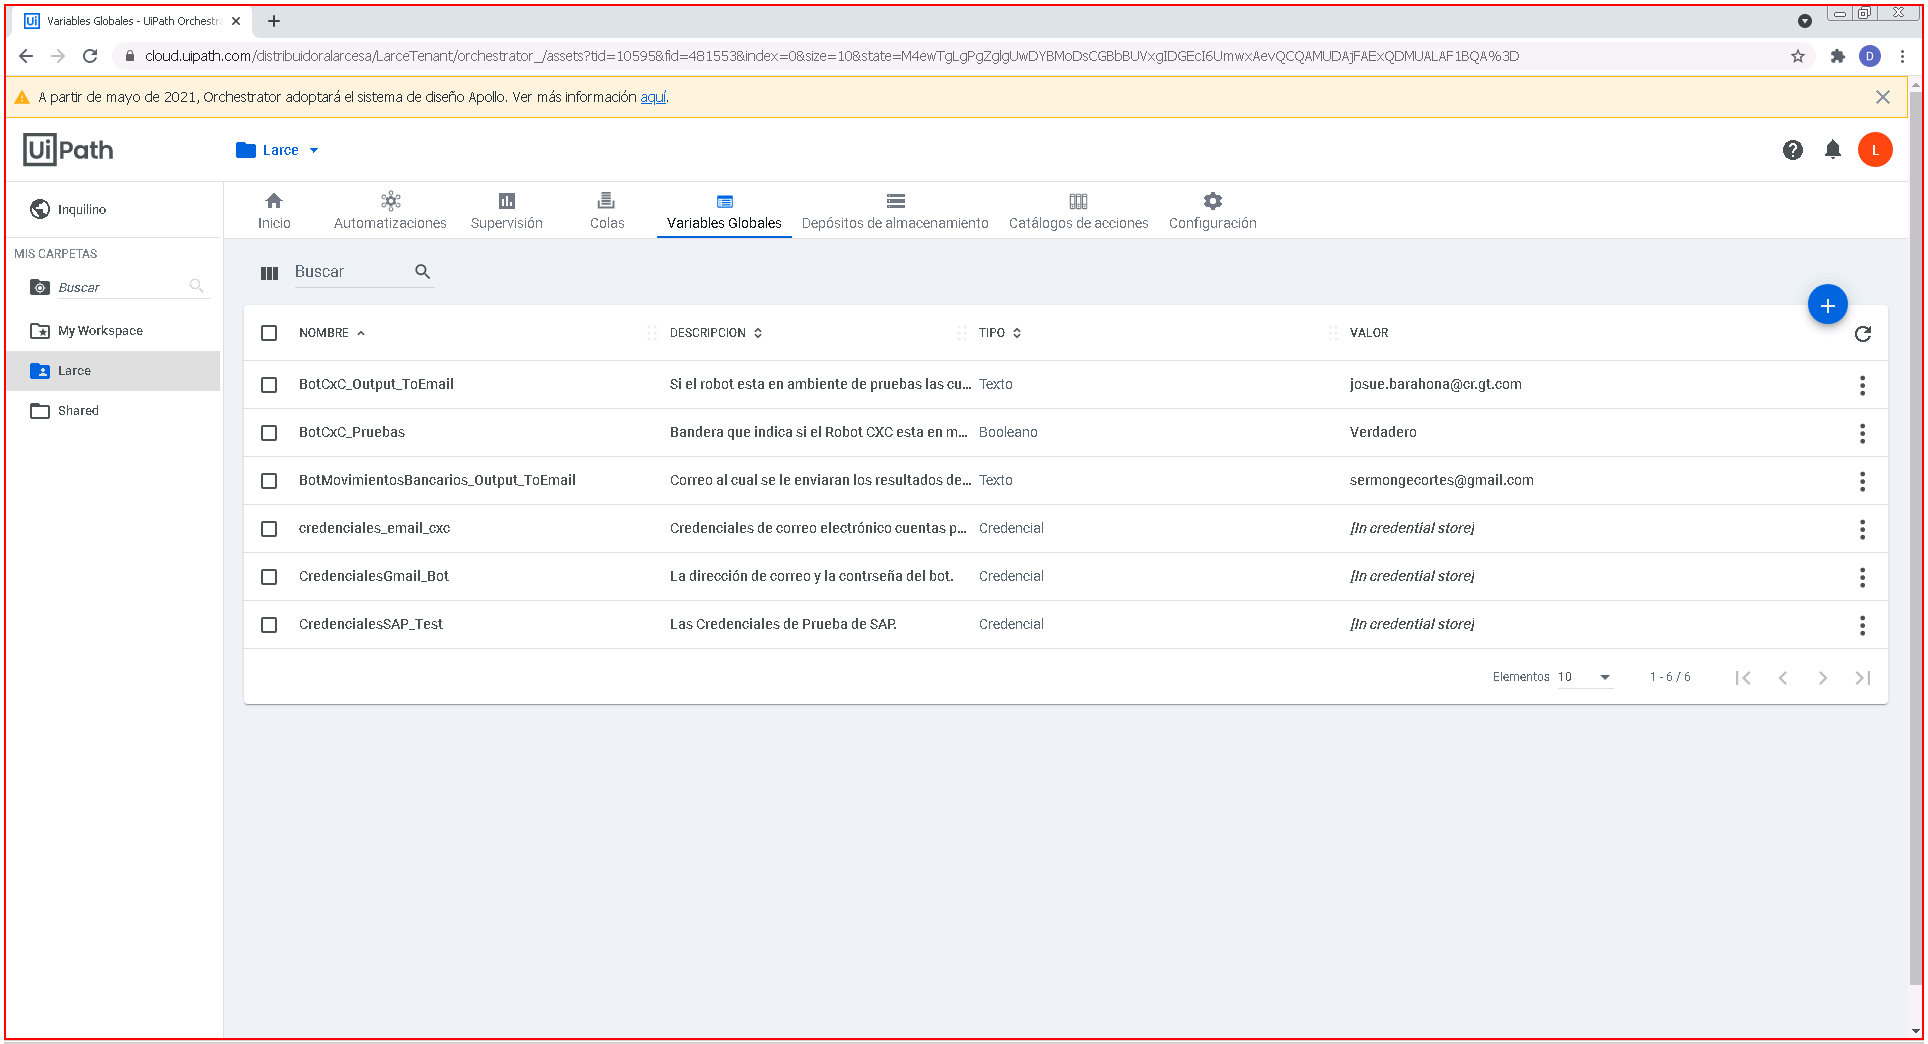 Variables Globales - UiPath Orchestr
cloud.uipath.com/distribuidoralarcesa/LarceTenant/orchestrator_/assets?tid=10595&fid=481553&index=0&size=10&state=M4ewTgLgPgZglgUwDYBMoDsCGBbBUVxgIDGEcI6UmwxAevQCQAMUDAjFAExQDMUALAF1BQA%3D
D
A partir de mayo de 2021, Orchestrator adoptará el sistema de diseño Apollo. Ver más información aquí.
UiPath
Larce
L
Inquilino
Inicio
Automatizaciones
Supervisión
Colas
Variables Globales
Depósitos de almacenamiento
Catálogos de acciones
Configuración
MIS CARPETAS
Buscar
My Workspace
Larce
Shared
Buscar
NOMBRE DESCRIPCION TIPO VALOR
BotCxC_Output_ToEmail Si el robot esta en ambiente de pruebas las cu... Texto josue.barahona@cr.gt.com
BotCxC_Pruebas Bandera que indica si el Robot CXC esta en m... Booleano Verdadero
BotMovimientosBancarios_Output_ToEmail Correo al cual se le enviaran los resultados de... Texto sermongecortes@gmail.com
credenciales_email_cxc Credenciales de correo electrónico cuentas p... Credencial [In credential store]
CredencialesGmail_Bot La dirección de correo y la contrseña del bot. Credencial [In credential store]
CredencialesSAP_Test Las Credenciales de Prueba de SAP. Credencial [In credential store]
Elementos 10 1 - 6 / 6